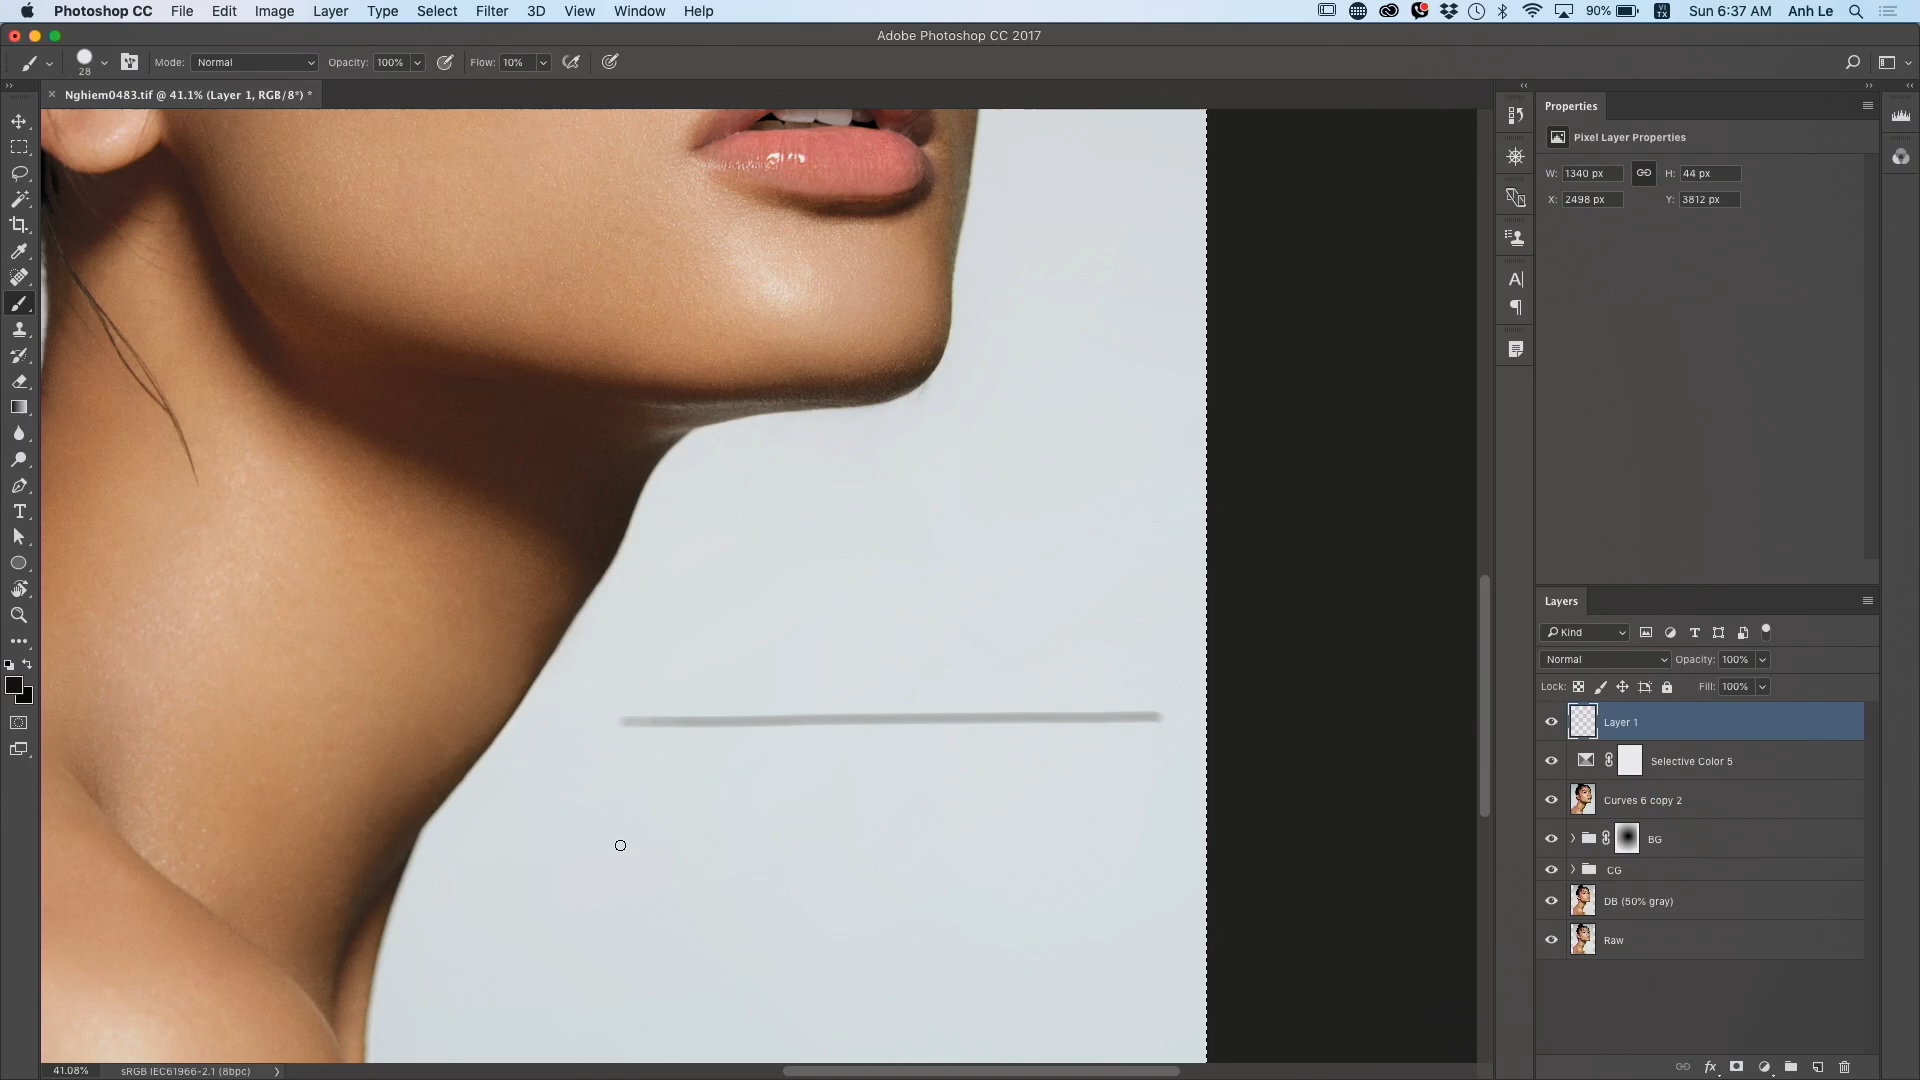 Photoshop CC File Edit Image Layer Type Select Filter 3D View Window Help 90% VI TX Sun 6:37 AM Anh Le
Adobe Photoshop CC 2017
28 Mode: Normal Opacity: 100% Flow: 10%
× Nghiem0483.tif @ 41.1% (Layer 1, RGB/8*) *
Properties
Pixel Layer Properties
W: 1340 px H: 44 px
X: 2498 px Y: 3812 px
Layers
Kind
Normal Opacity: 100%
Lock: Fill: 100%
Layer 1
Selective Color 5
Curves 6 copy 2
BG
CG
DB (50% gray)
Raw
41.08% sRGB IEC61966-2.1 (8bpc)
fx